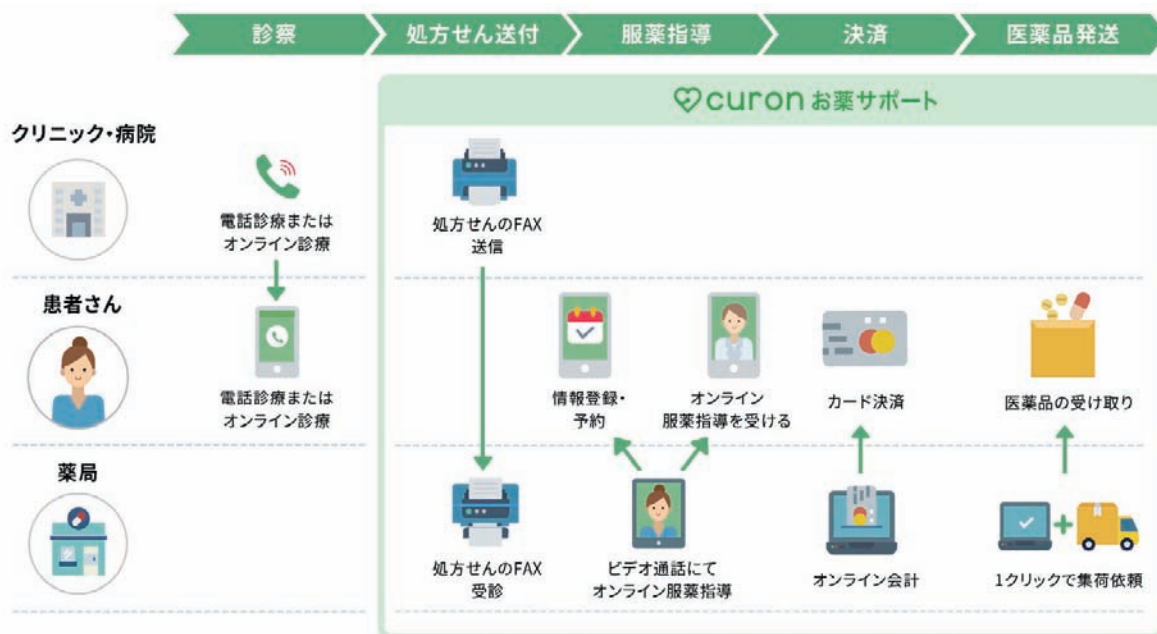 診察
処方せん送付
服薬指導
決済
医薬品発送
curon お薬サポート
クリニック・病院
電話診療または
オンライン診療
処方せんのFAX
送信
患者さん
電話診療または
オンライン診療
情報登録・
予約
オンライン
服薬指導を受ける
カード決済
医薬品の受け取り
薬局
処方せんのFAX
受診
ビデオ通話にて
オンライン服薬指導
オンライン会計
1クリックで集荷依頼